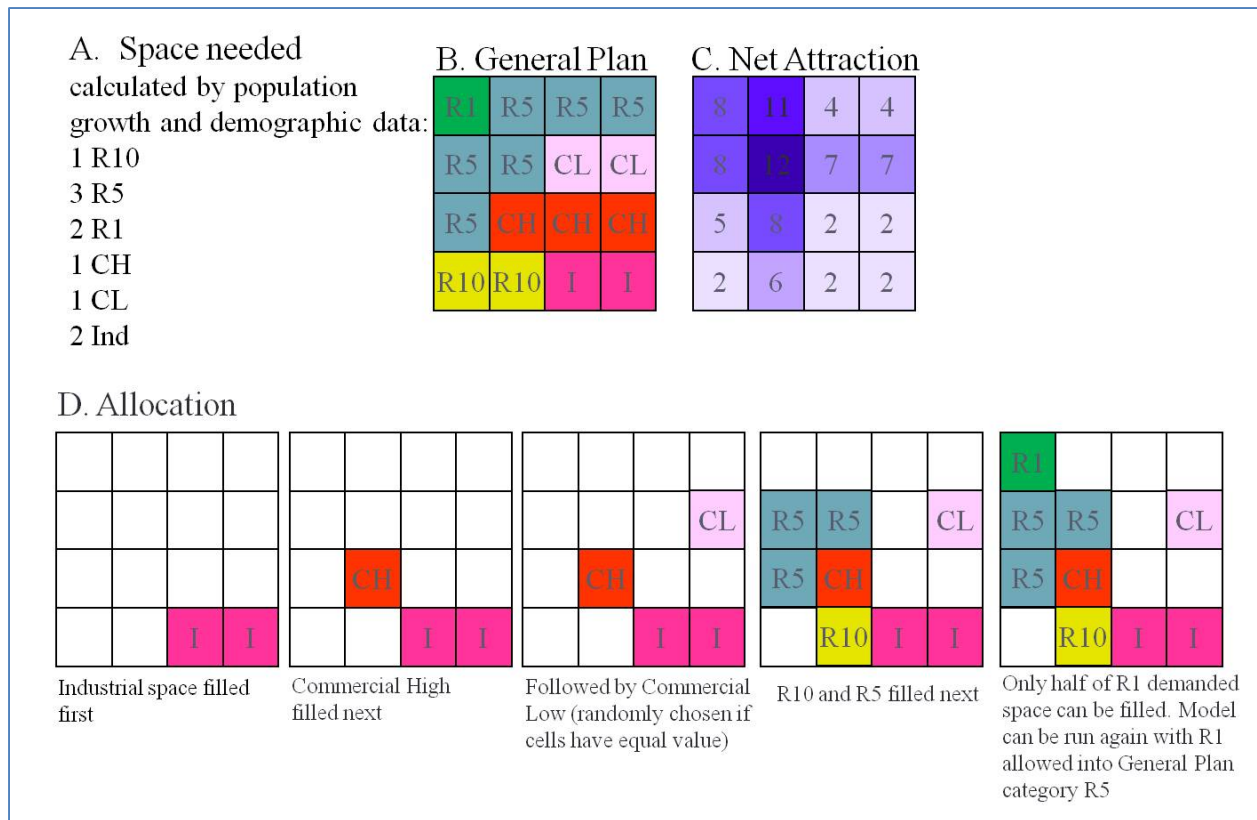 A. Space needed
calculated by population
growth and demographic data:
1 R10
3 R5
2 R1
1 CH
1 CL
2 Ind
B. General Plan
R1 R5 R5 R5
R5 R5 CL CL
R5 CH CH CH
R10 R10 I I
C. Net Attraction
8 11 4 4
8 12 7 7
5 8 2 2
2 6 2 2
D. Allocation
I I
Industrial space filled
first
CH
I I
Commercial High
filled next
CL
CH
I I
Followed by Commercial
Low (randomly chosen if
cells have equal value)
R5 R5 CL
R5 CH
R10 I I
R10 and R5 filled next
R1
R5 R5 CL
R5 CH
R10 I I
Only half of R1 demanded
space can be filled. Model
can be run again with R1
allowed into General Plan
category R5